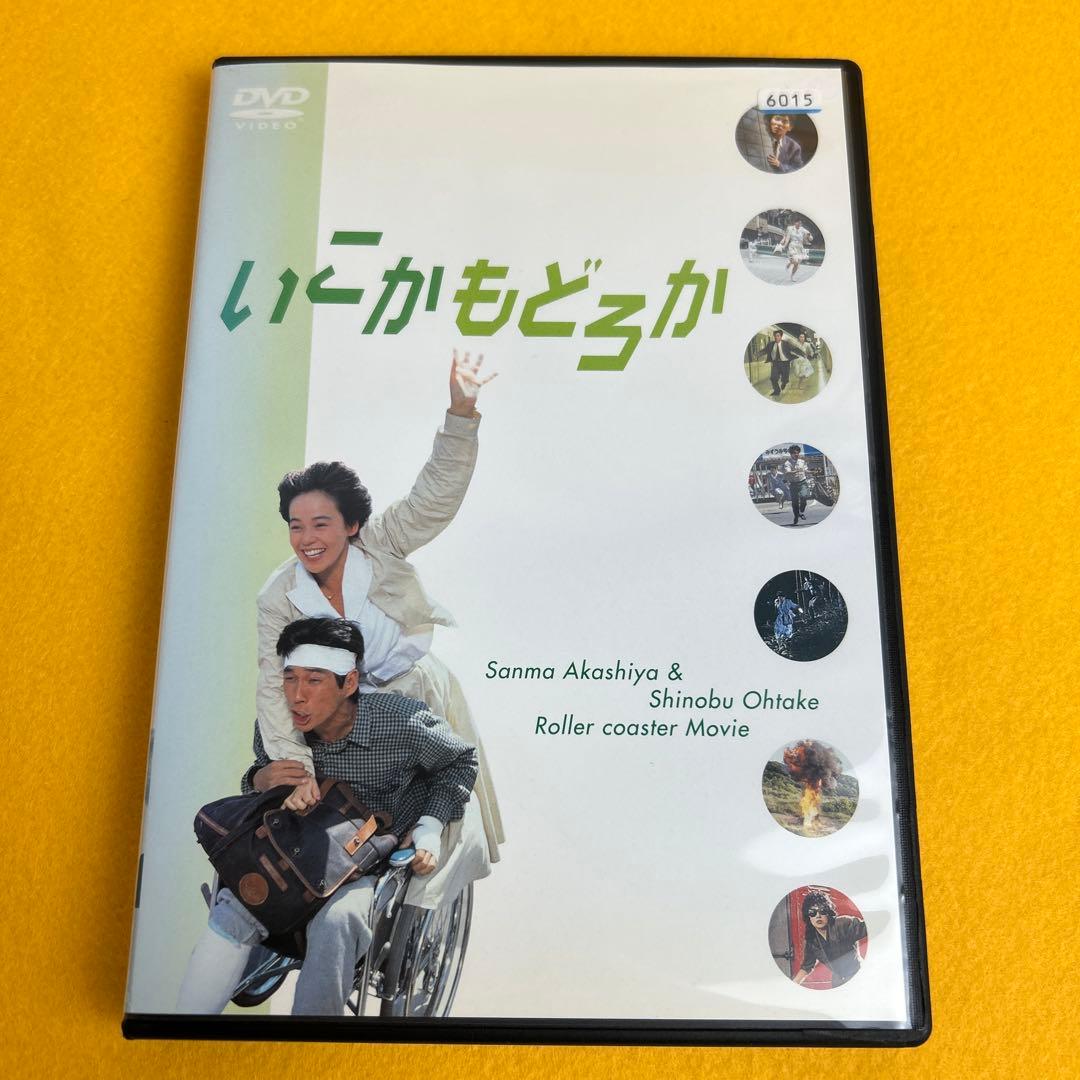 DVD
VIDEO
6015
いこかもどろか
Sanma Akashiya &
Shinobu Ohtake
Roller coaster Movie